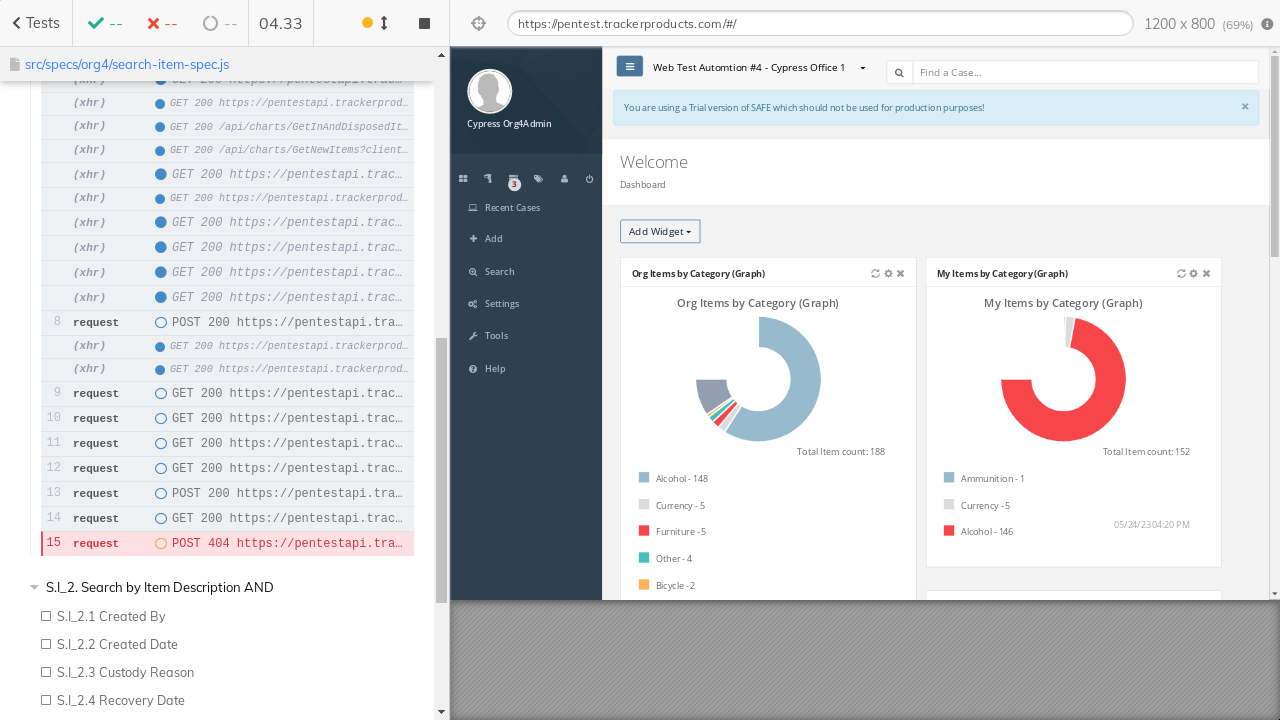 Tests
--
--
--
04.33
https://pentest.trackerproducts.com/#/
1200 x 800 (69%)
src/specs/org4/search-item-spec.js
(xhr) GET 200 https://pentestapi.trackerprod…
(xhr) GET 200 /api/charts/GetInAndDisposedIt…
(xhr) GET 200 /api/charts/GetNewItems?client…
(xhr) GET 200 https://pentestapi.trac…
(xhr) GET 200 https://pentestapi.trackerprod…
(xhr) GET 200 https://pentestapi.trac…
(xhr) GET 200 https://pentestapi.trac…
(xhr) GET 200 https://pentestapi.trac…
(xhr) GET 200 https://pentestapi.trac…
8 request POST 200 https://pentestapi.tra…
(xhr) GET 200 https://pentestapi.trackerprod…
(xhr) GET 200 https://pentestapi.trackerprod…
9 request GET 200 https://pentestapi.trac…
10 request GET 200 https://pentestapi.trac…
11 request GET 200 https://pentestapi.trac…
12 request GET 200 https://pentestapi.trac…
13 request POST 200 https://pentestapi.tra…
14 request GET 200 https://pentestapi.trac…
15 request POST 404 https://pentestapi.tra…
S.I_2. Search by Item Description AND
S.I_2.1 Created By
S.I_2.2 Created Date
S.I_2.3 Custody Reason
S.I_2.4 Recovery Date
Cypress Org4Admin
3
Recent Cases
Add
Search
Settings
Tools
Help
Web Test Automtion #4 - Cypress Office 1
Find a Case...
You are using a Trial version of SAFE which should not be used for production purposes!
×
Welcome
Dashboard
Add Widget
Org Items by Category (Graph)
Org Items by Category (Graph)
Total Item count: 188
Alcohol - 148
Currency - 5
Furniture - 5
Other - 4
Bicycle - 2
My Items by Category (Graph)
My Items by Category (Graph)
Total Item count: 152
Ammunition - 1
Currency - 5
05/24/23 04:20 PM
Alcohol - 146